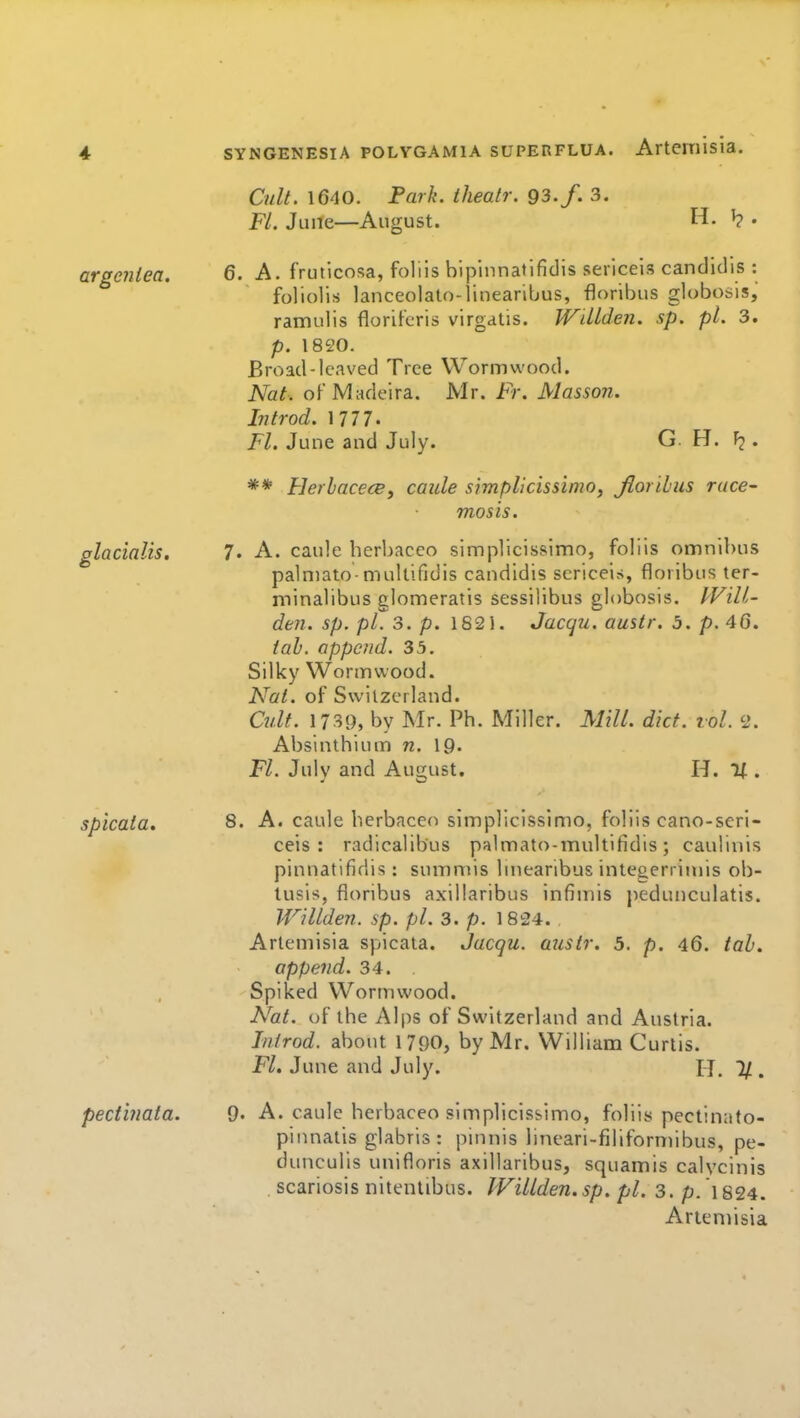 4 SYNGENESIA POLYGAMIA SUPERFLUA. Artemisia.
Cult. 1640. Park. theatr. 93. f. 3.
Fl. June—August. H. ♄.
argentea. 6. A. fruticosa, foliis bipinnatifidis sericeis candidis :
foliolis lanceolato-linearibus, floribus globosis,
ramulis floriferis virgatis. Willden. sp. pl. 3.
p. 1820.
Broad-leaved Tree Wormwood.
Nat. of Madeira. Mr. Fr. Masson.
Introd. 1777.
Fl. June and July. G. H. ♄.
** Herbaceæ, caule simplicissimo, floribus race-
mosis.
glacialis. 7. A. caule herbaceo simplicissimo, foliis omnibus
palmato-multifidis candidis sericeis, floribus ter-
minalibus glomeratis sessilibus globosis. Will-
den. sp. pl. 3. p. 1821. Jacqu. austr. 5. p. 46.
tab. append. 35.
Silky Wormwood.
Nat. of Switzerland.
Cult. 1739, by Mr. Ph. Miller. Mill. dict. vol. 2.
Absinthium n. 19.
Fl. July and August. H. ♃.
spicata. 8. A. caule herbaceo simplicissimo, foliis cano-seri-
ceis : radicalibus palmato-multifidis ; caulinis
pinnatifidis : summis linearibus integerrimis ob-
tusis, floribus axillaribus infimis pedunculatis.
Willden. sp. pl. 3. p. 1824.
Artemisia spicata. Jacqu. austr. 5. p. 46. tab.
append. 34.
Spiked Wormwood.
Nat. of the Alps of Switzerland and Austria.
Introd. about 1790, by Mr. William Curtis.
Fl. June and July. H. ♃.
pectinata. 9. A. caule herbaceo simplicissimo, foliis pectinato-
pinnatis glabris : pinnis lineari-filiformibus, pe-
dunculis unifloris axillaribus, squamis calycinis
scariosis nitentibus. Willden. sp. pl. 3. p. 1824.
Artemisia